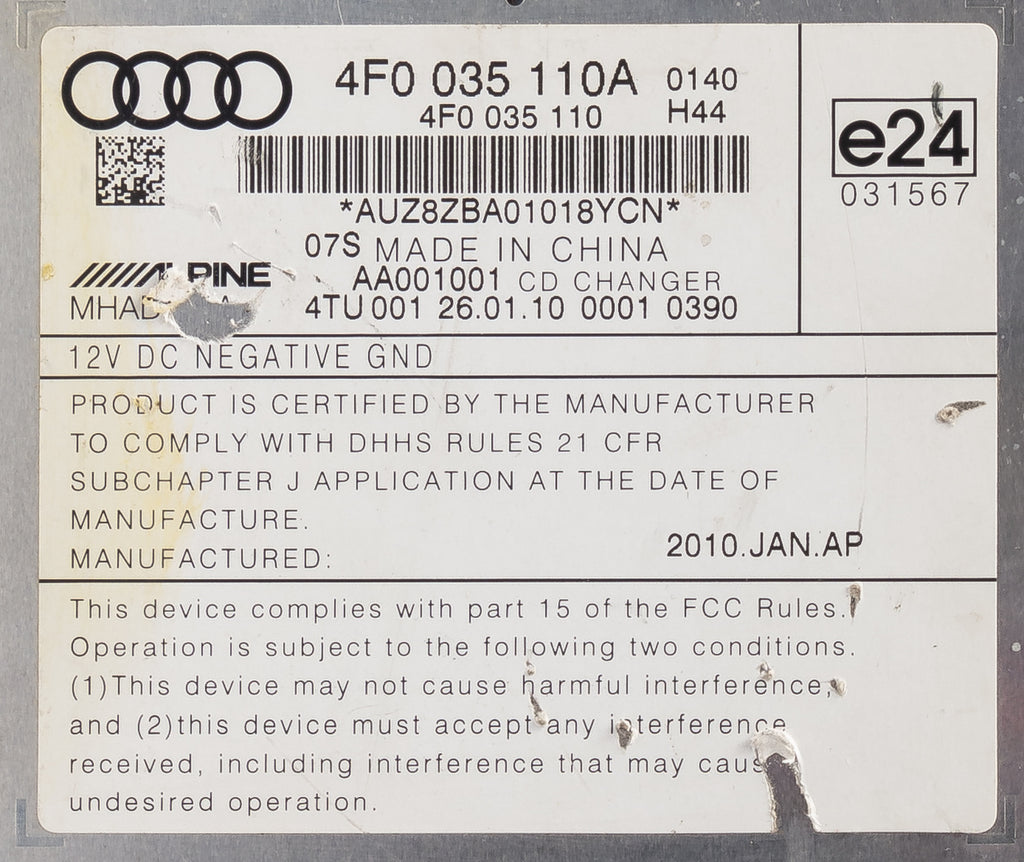 4F0 035 110A 0140
4F0 035 110 H44
e24
031567
*AUZ8ZBA01018YCN*
07S MADE IN CHINA
ALPINE AA001001 CD CHANGER
4TU 001 26.01.10 0001 0390
12V DC NEGATIVE GND
PRODUCT IS CERTIFIED BY THE MANUFACTURER
TO COMPLY WITH DHHS RULES 21 CFR
SUBCHAPTER J APPLICATION AT THE DATE OF
MANUFACTURE.
MANUFACTURED: 2010.JAN.AP
This device complies with part 15 of the FCC Rules.
Operation is subject to the following two conditions.
(1)This device may not cause harmful interference,
and (2)this device must accept any interference
received, including interference that may cause
undesired operation.